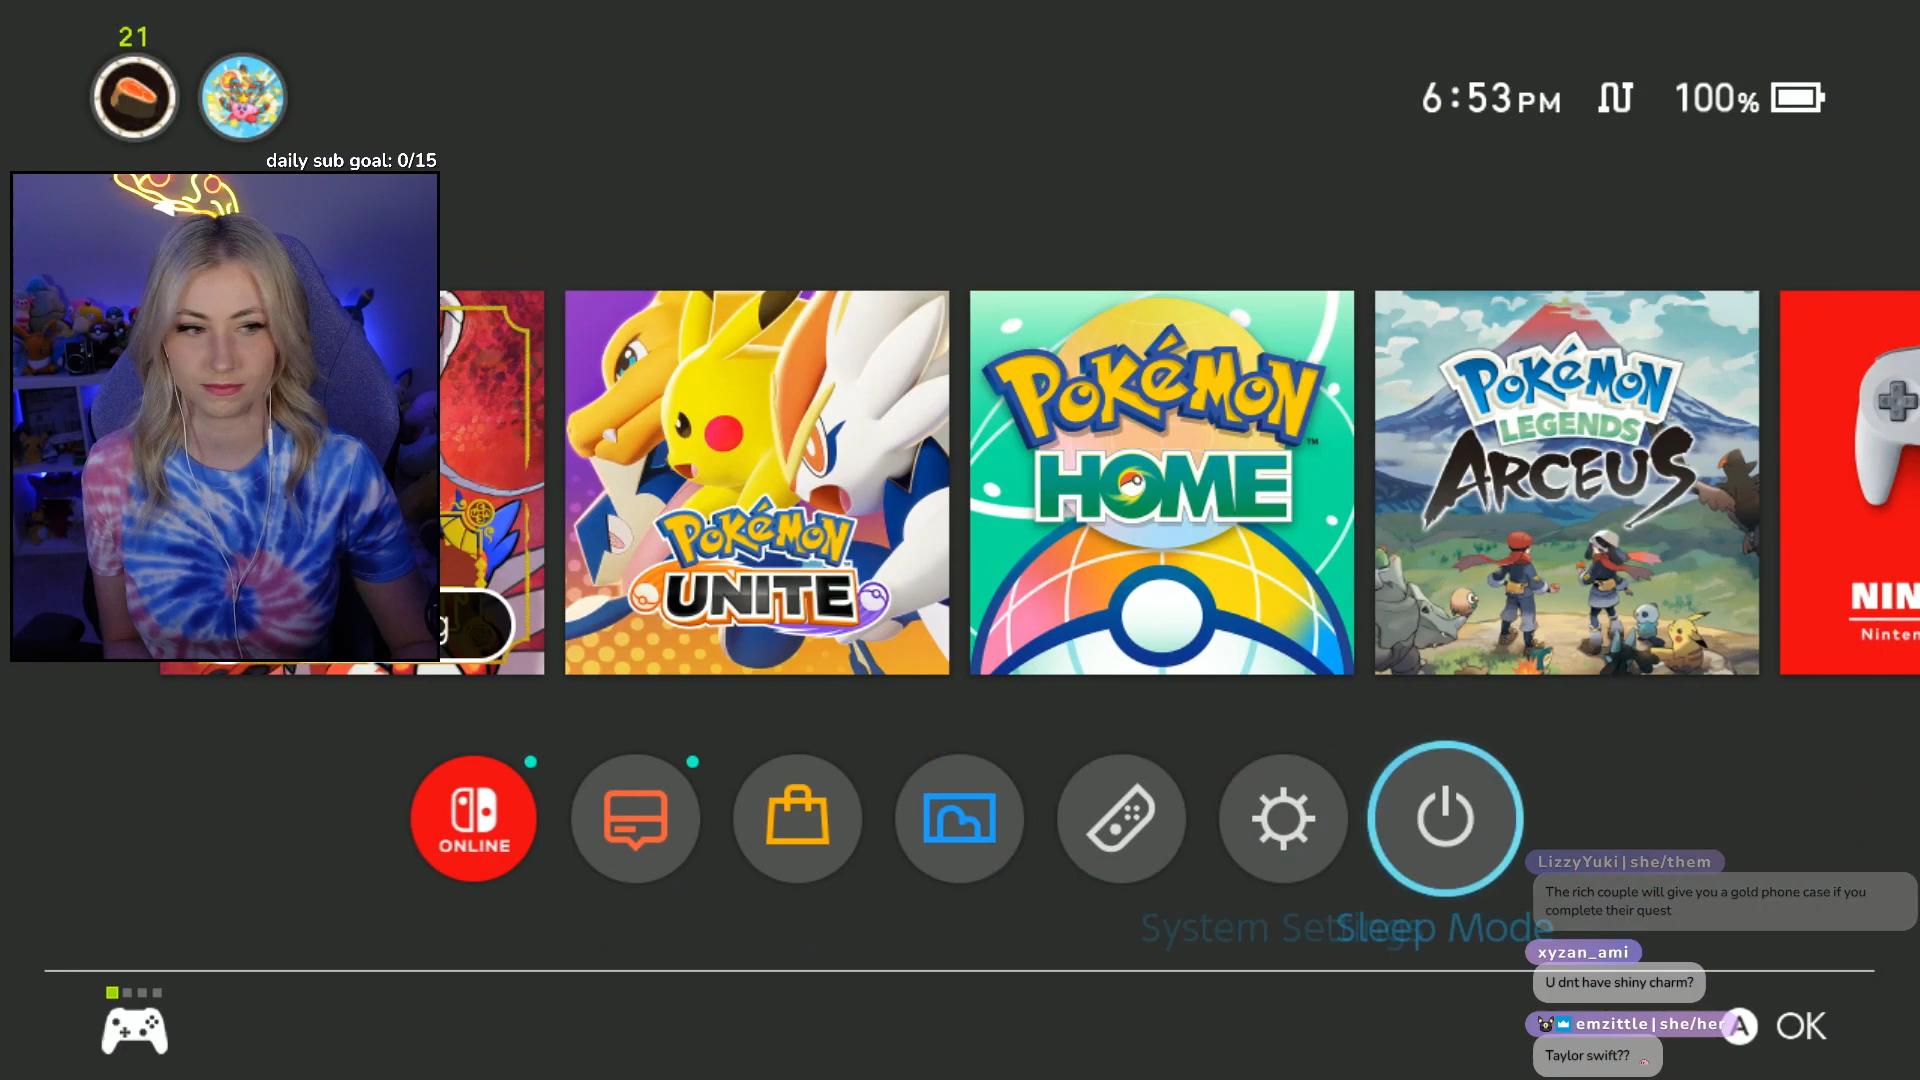 21
6:53 PM
100%
daily sub goal: 0/15
g
POKéMON
UNITE
POKéMON
HOME
POKéMON
LEGENDS
ARCEUS
NIN
Ninten
ONLINE
Sleep Mode
LizzyYuki | she/them
The rich couple will give you a gold phone case if you
complete their quest
xyzan_ami
U dnt have shiny charm?
emzittle | she/her
A OK
Taylor swift??